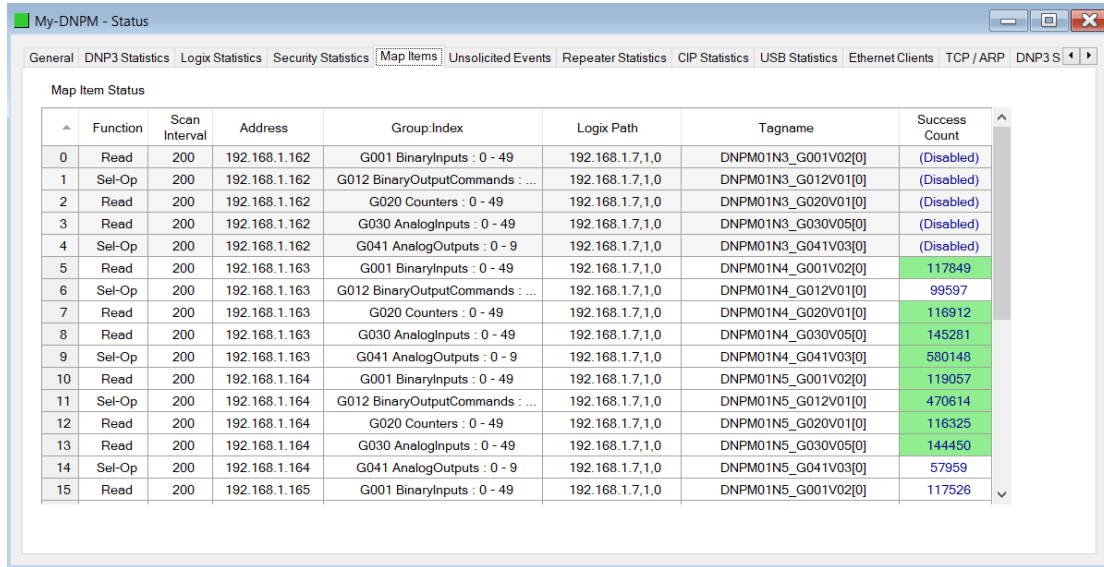 My-DNPM - Status
General DNP3 Statistics Logix Statistics Security Statistics Map Items Unsolicited Events Repeater Statistics CIP Statistics USB Statistics Ethernet Clients TCP / ARP DNP3 S
Map Item Status
Function Scan Interval Address Group:Index Logix Path Tagname Success Count
0 Read 200 192.168.1.162 G001 BinaryInputs : 0 - 49 192.168.1.7,1,0 DNPM01N3_G001V02[0] (Disabled)
1 Sel-Op 200 192.168.1.162 G012 BinaryOutputCommands : ... 192.168.1.7,1,0 DNPM01N3_G012V01[0] (Disabled)
2 Read 200 192.168.1.162 G020 Counters : 0 - 49 192.168.1.7,1,0 DNPM01N3_G020V01[0] (Disabled)
3 Read 200 192.168.1.162 G030 AnalogInputs : 0 - 49 192.168.1.7,1,0 DNPM01N3_G030V05[0] (Disabled)
4 Sel-Op 200 192.168.1.162 G041 AnalogOutputs : 0 - 9 192.168.1.7,1,0 DNPM01N3_G041V03[0] (Disabled)
5 Read 200 192.168.1.163 G001 BinaryInputs : 0 - 49 192.168.1.7,1,0 DNPM01N4_G001V02[0] 117849
6 Sel-Op 200 192.168.1.163 G012 BinaryOutputCommands : ... 192.168.1.7,1,0 DNPM01N4_G012V01[0] 99597
7 Read 200 192.168.1.163 G020 Counters : 0 - 49 192.168.1.7,1,0 DNPM01N4_G020V01[0] 116912
8 Read 200 192.168.1.163 G030 AnalogInputs : 0 - 49 192.168.1.7,1,0 DNPM01N4_G030V05[0] 145281
9 Sel-Op 200 192.168.1.163 G041 AnalogOutputs : 0 - 9 192.168.1.7,1,0 DNPM01N4_G041V03[0] 580148
10 Read 200 192.168.1.164 G001 BinaryInputs : 0 - 49 192.168.1.7,1,0 DNPM01N5_G001V02[0] 119057
11 Sel-Op 200 192.168.1.164 G012 BinaryOutputCommands : ... 192.168.1.7,1,0 DNPM01N5_G012V01[0] 470614
12 Read 200 192.168.1.164 G020 Counters : 0 - 49 192.168.1.7,1,0 DNPM01N5_G020V01[0] 116325
13 Read 200 192.168.1.164 G030 AnalogInputs : 0 - 49 192.168.1.7,1,0 DNPM01N5_G030V05[0] 144450
14 Sel-Op 200 192.168.1.164 G041 AnalogOutputs : 0 - 9 192.168.1.7,1,0 DNPM01N5_G041V03[0] 57959
15 Read 200 192.168.1.165 G001 BinaryInputs : 0 - 49 192.168.1.7,1,0 DNPM01N5_G001V02[0] 117526